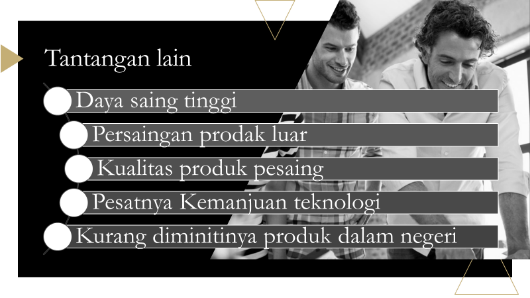 Tantangan lain
Daya saing tinggi
Persaingan prodak luar
Kualitas produk pesaing
Pesatnya Kemanjuan teknologi
Kurang diminitinya produk dalam negeri